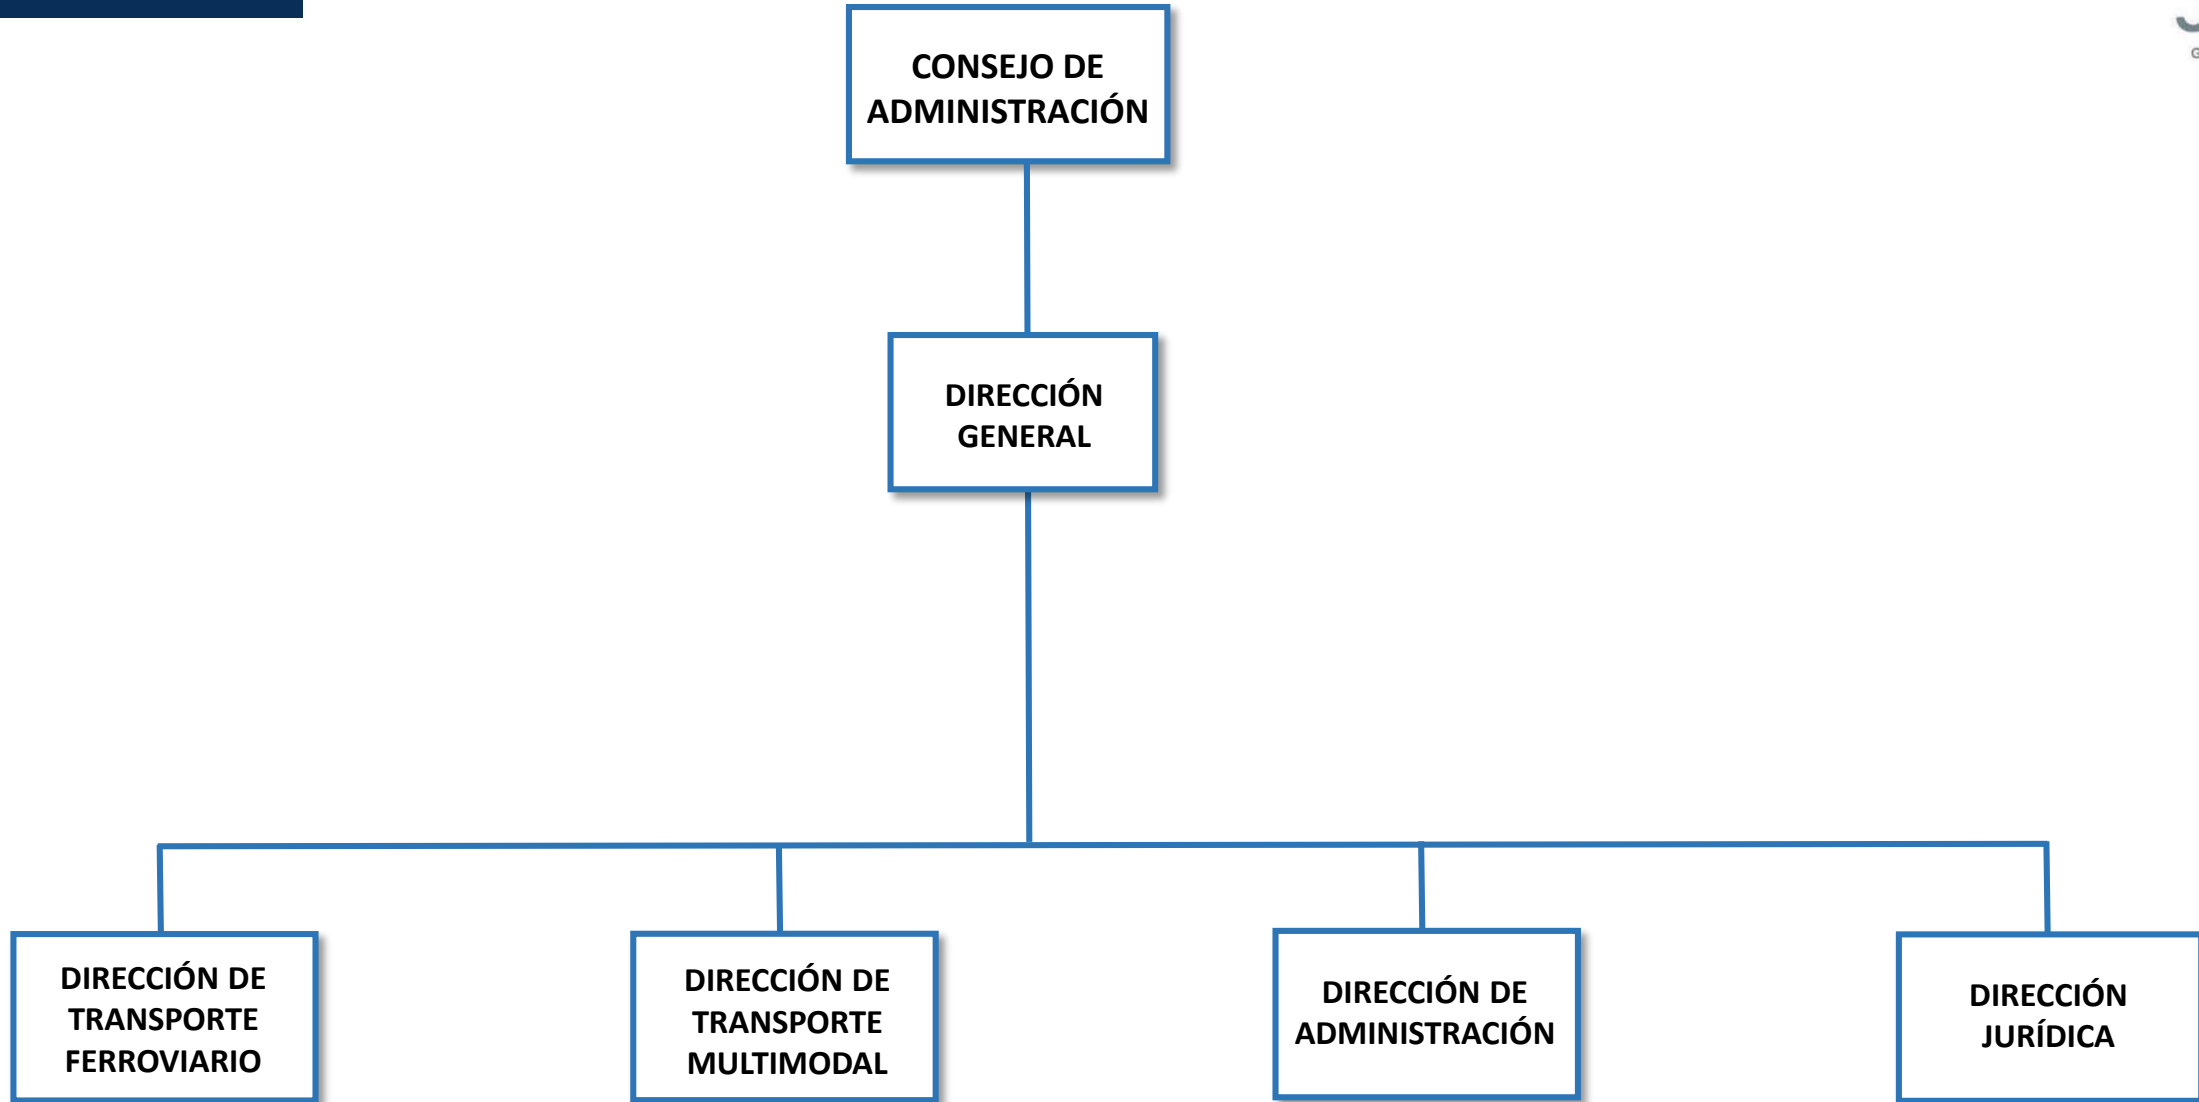 CONSEJO DE
ADMINISTRACIÓN
DIRECCIÓN
GENERAL
DIRECCIÓN DE
TRANSPORTE
FERROVIARIO
DIRECCIÓN DE
TRANSPORTE
MULTIMODAL
DIRECCIÓN DE
ADMINISTRACIÓN
DIRECCIÓN
JURÍDICA